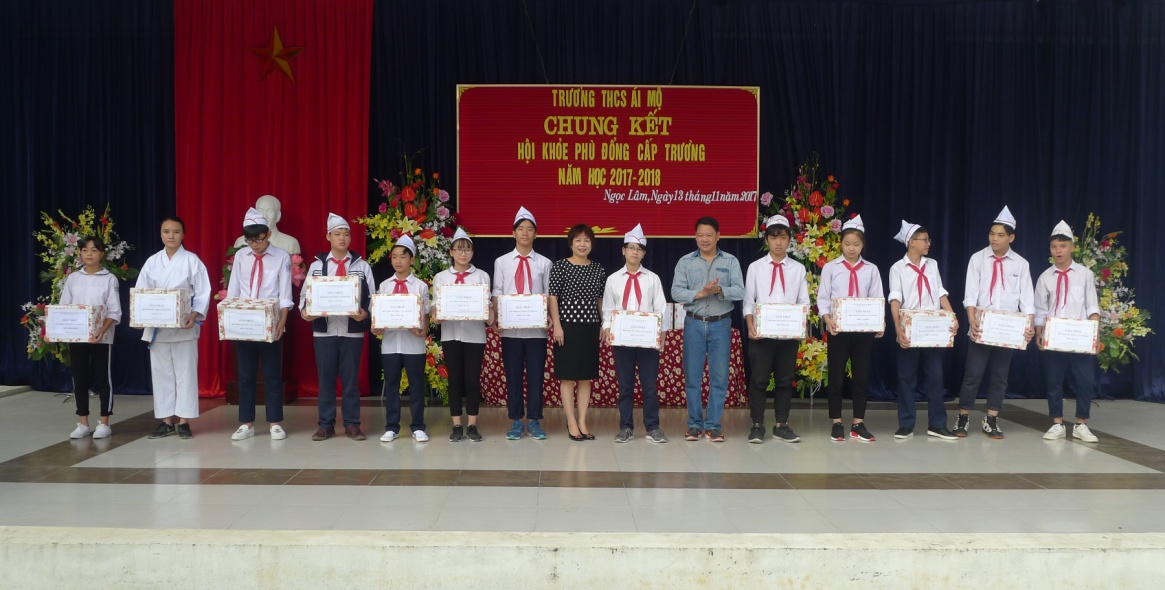 TRƯỜNG THCS ÁI MỘ
CHUNG KẾT
HỘI KHỎE PHÙ ĐỔNG CẤP TRƯỜNG
NĂM HỌC 2017-2018
Ngọc Lâm, Ngày 13 tháng 11 năm 2017